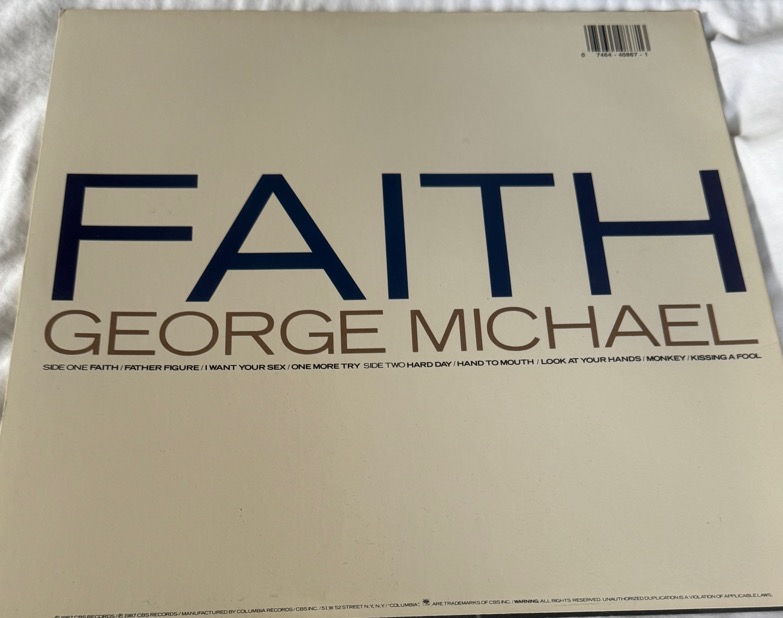 0 7464-40867-1
FAITH
GEORGE MICHAEL
SIDE ONE FAITH / FATHER FIGURE / I WANT YOUR SEX / ONE MORE TRY SIDE TWO HARD DAY / HAND TO MOUTH / LOOK AT YOUR HANDS / MONKEY / KISSING A FOOL
© 1987 CBS RECORDS / ℗ 1987 CBS RECORDS / MANUFACTURED BY COLUMBIA RECORDS / CBS INC. / 51 W 52 STREET N.Y, N.Y. / "COLUMBIA", ARE TRADEMARKS OF CBS INC. / WARNING: ALL RIGHTS RESERVED. UNAUTHORIZED DUPLICATION IS A VIOLATION OF APPLICABLE LAWS.